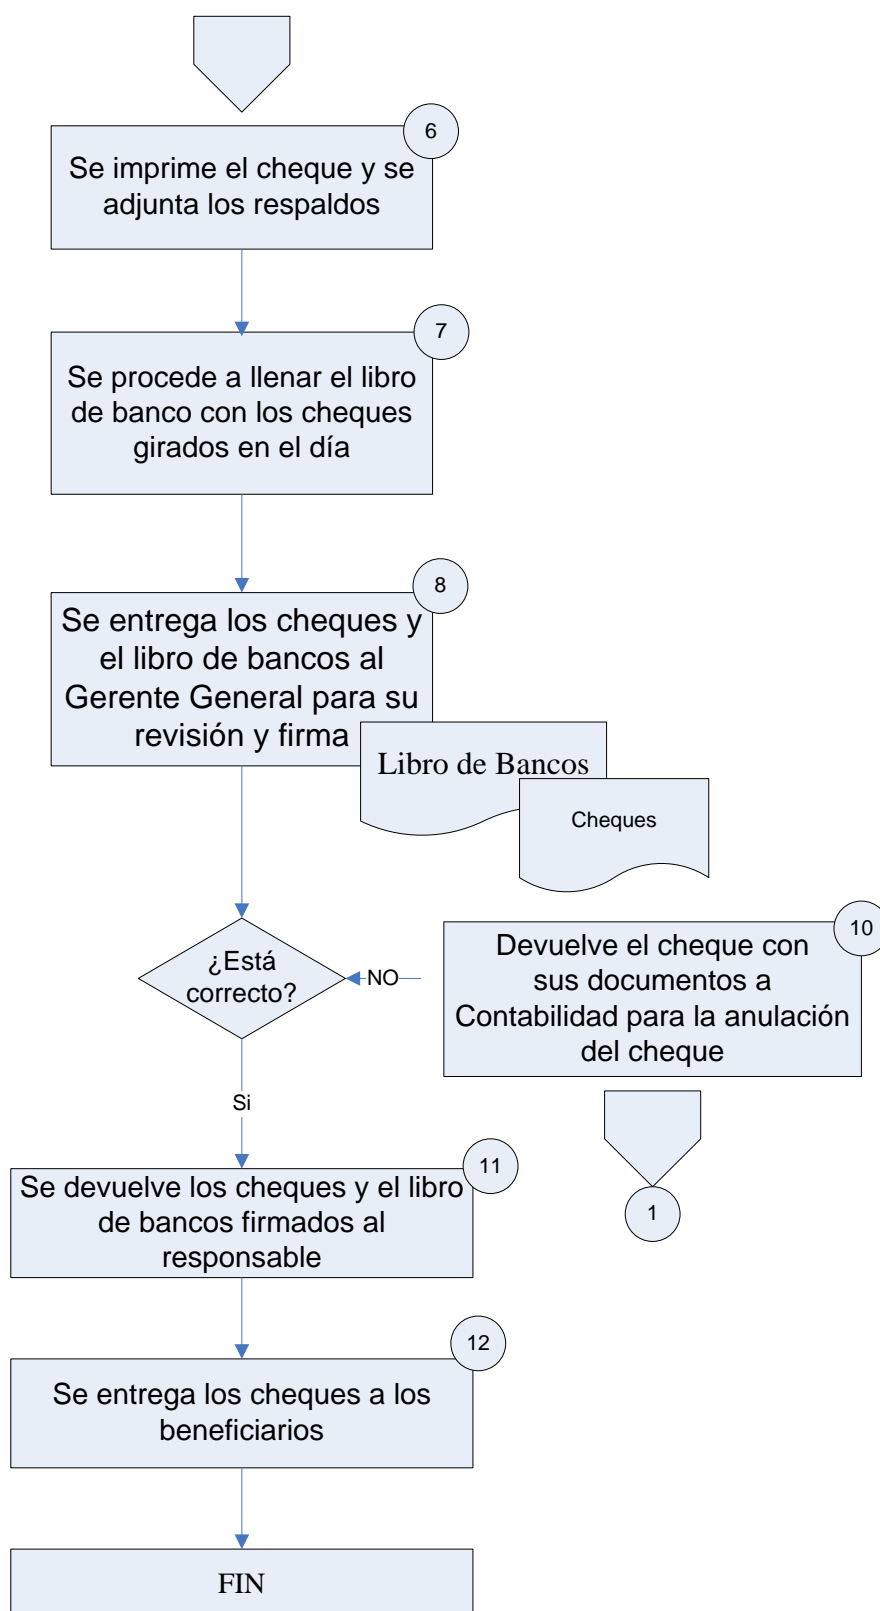 6
Se imprime el cheque y se
adjunta los respaldos
7
Se procede a llenar el libro
de banco con los cheques
girados en el día
8
Se entrega los cheques y
el libro de bancos al
Gerente General para su
revisión y firma
Libro de Bancos
Cheques
¿Está
correcto?
NO
10
Devuelve el cheque con
sus documentos a
Contabilidad para la anulación
del cheque
Si
1
11
Se devuelve los cheques y el libro
de bancos firmados al
responsable
12
Se entrega los cheques a los
beneficiarios
FIN